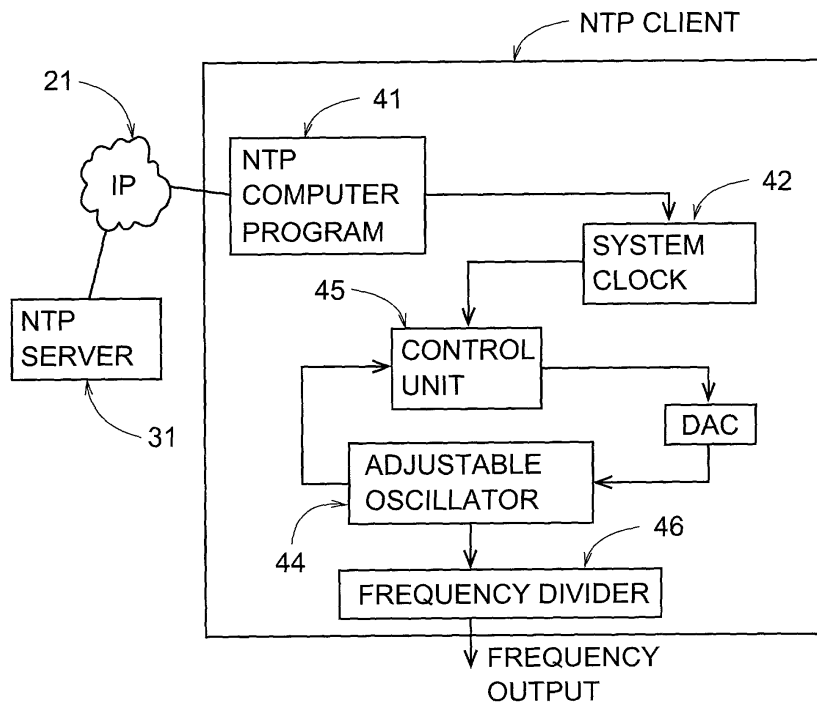 NTP CLIENT
21
41
NTP
COMPUTER
PROGRAM
IP
42
SYSTEM
CLOCK
45
NTP
SERVER
CONTROL
UNIT
31
DAC
ADJUSTABLE
OSCILLATOR
44
46
FREQUENCY DIVIDER
FREQUENCY
OUTPUT